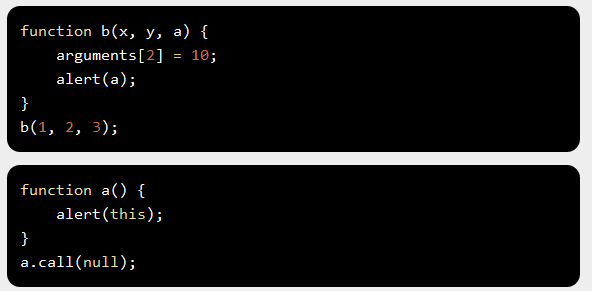 function b(x, y, a) {
    arguments[2] = 10;
    alert(a);
}
b(1, 2, 3);
function a() {
    alert(this);
}
a.call(null);